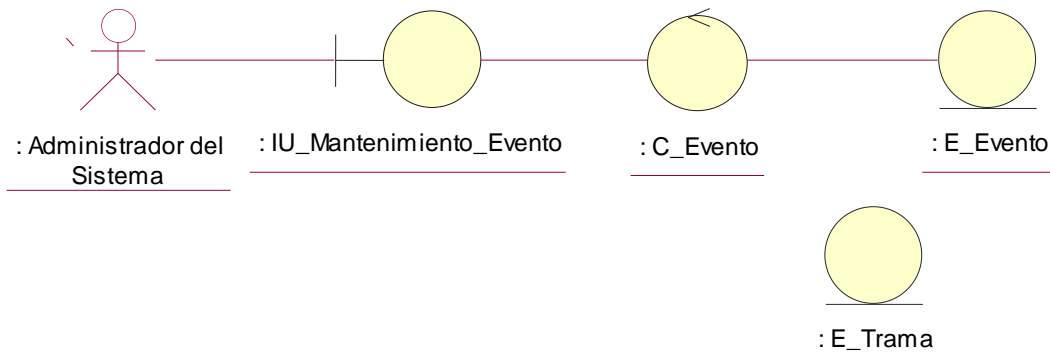 : Administrador del
Sistema
: IU_Mantenimiento_Evento
: C_Evento
: E_Evento
: E_Trama